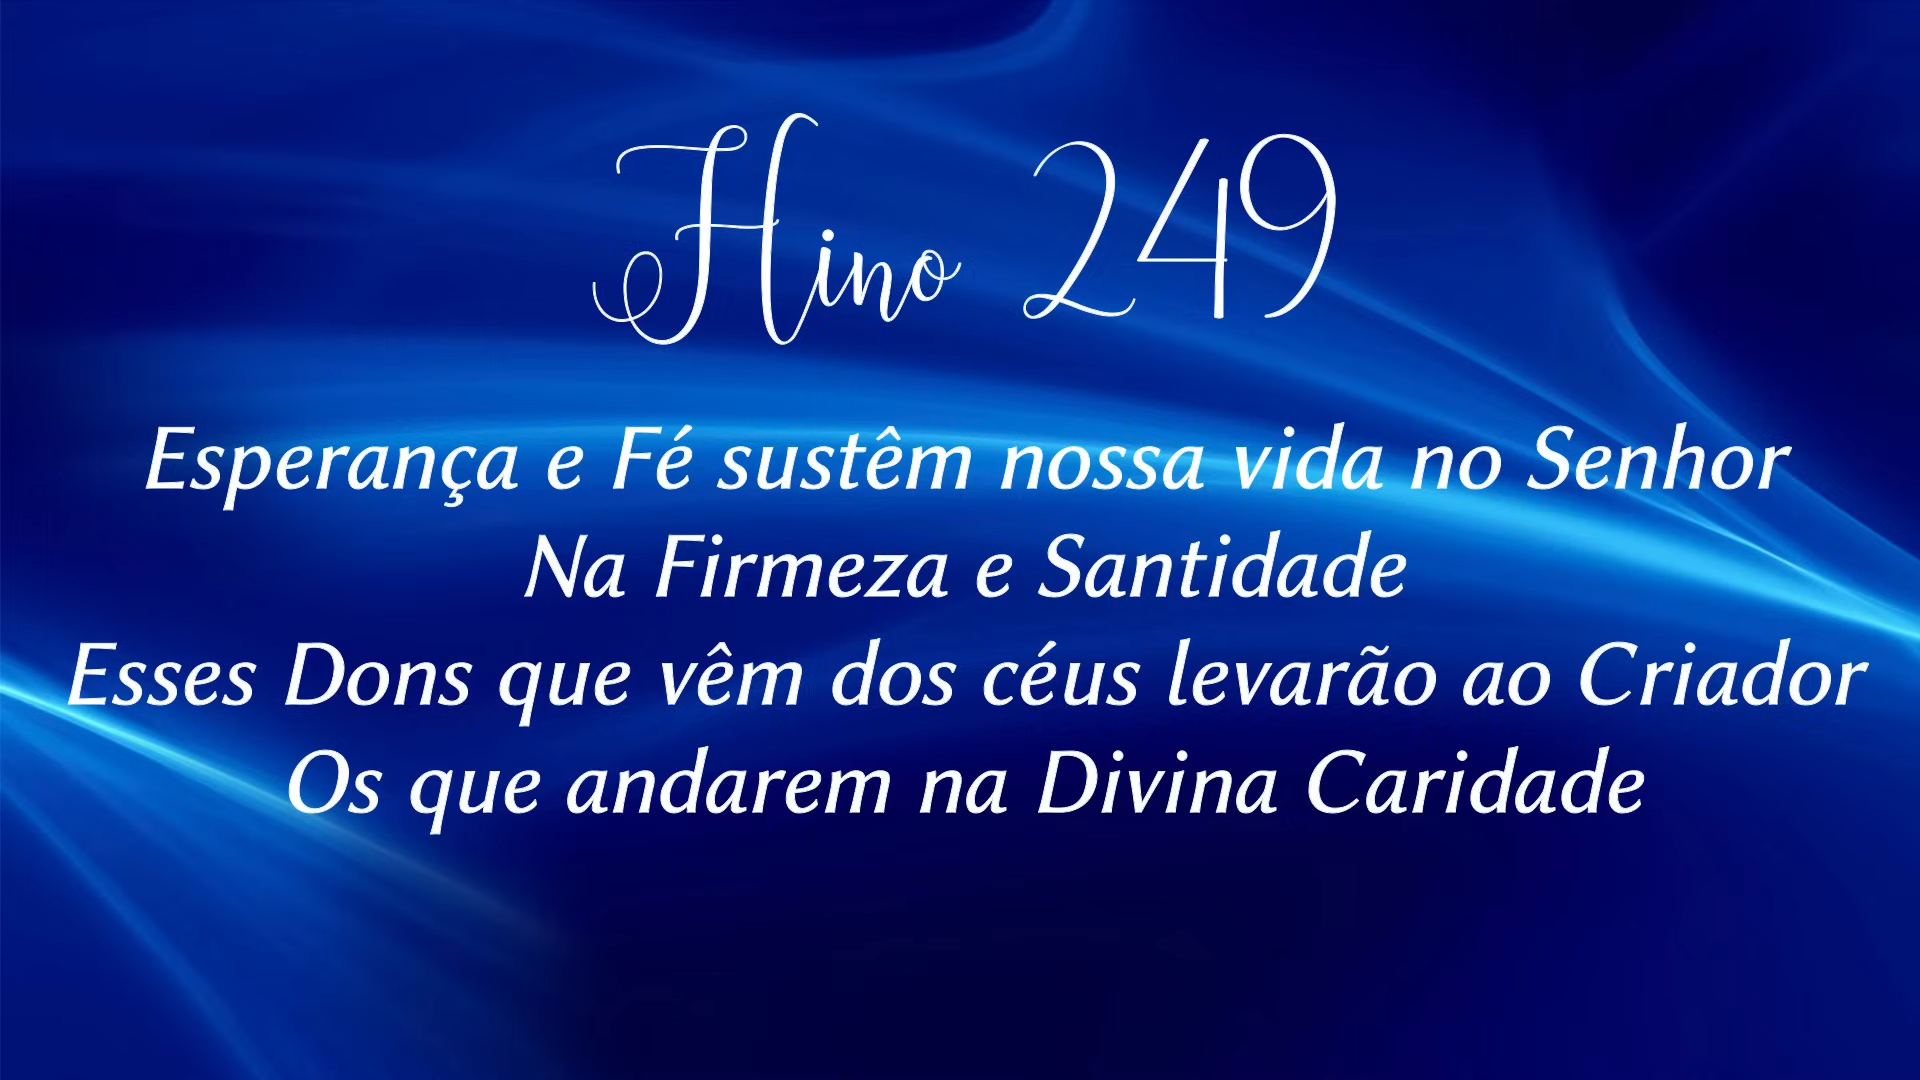 Hino 249
Esperança e Fé sustêm nossa vida no Senhor
Na Firmeza e Santidade
Esses Dons que vêm dos céus levarão ao Criador
Os que andarem na Divina Caridade